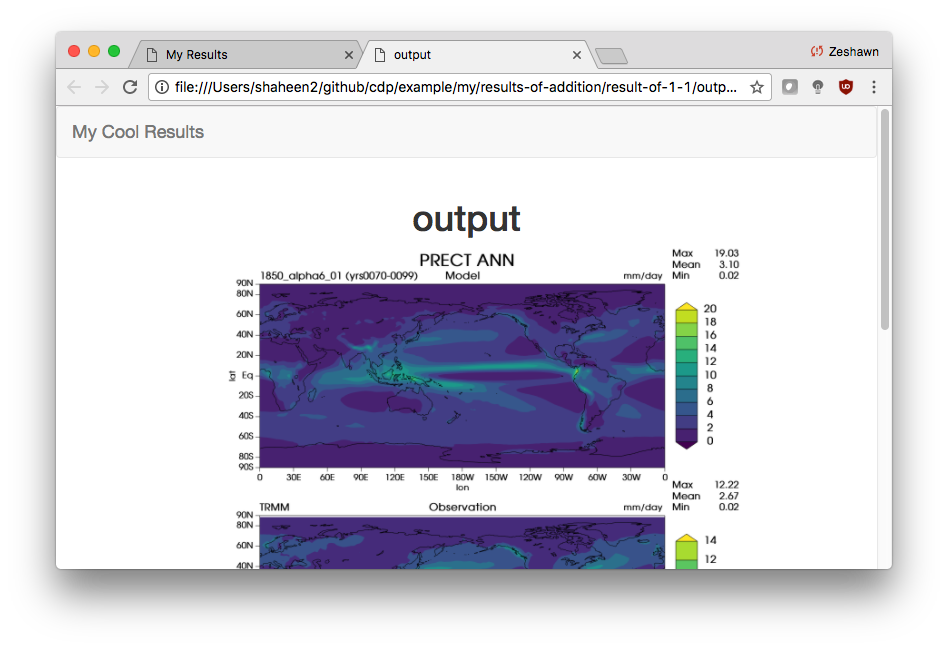 My Results
output
Zeshawn
file:///Users/shaheen2/github/cdp/example/my/results-of-addition/result-of-1-1/outp...
My Cool Results
output
PRECT ANN
Max 19.03
Mean 3.10
Min 0.02
1850_alpha6_01 (yrs0070-0099) Model mm/day
90N
80N
60N
40N
20N
lat Eq
20S
40S
60S
80S
90S
0 30E 60E 90E 120E 150E 180W 150W 120W 90W 60W 30W 0
lon
20
18
16
14
12
10
8
6
4
2
0
Max 12.22
Mean 2.67
Min 0.02
TRMM Observation mm/day
90N
80N
60N
40N
14
12